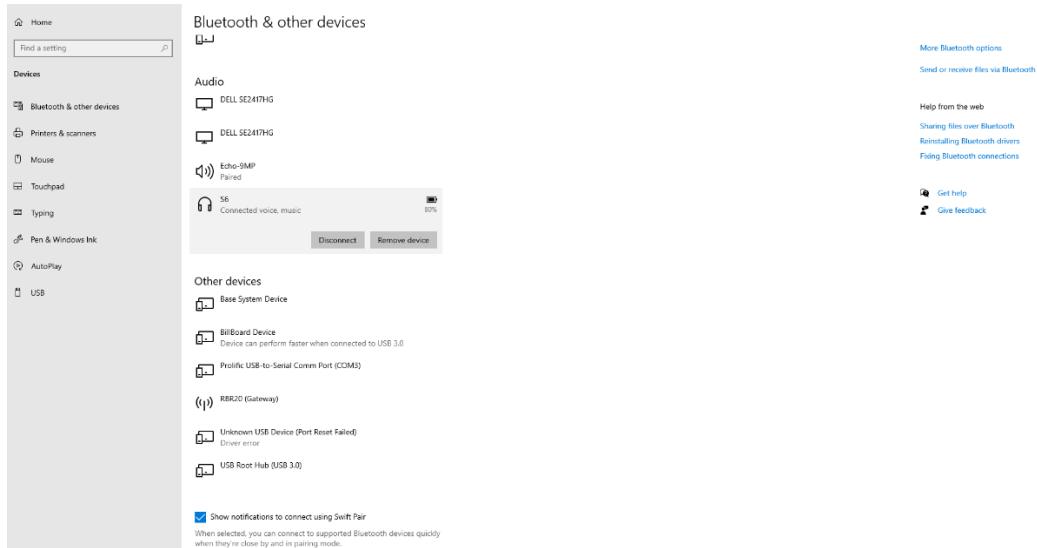 Home
Find a setting
Devices
Bluetooth & other devices
Printers & scanners
Mouse
Touchpad
Typing
Pen & Windows Ink
AutoPlay
USB
Bluetooth & other devices
Audio
DELL SE2417HG
DELL SE2417HG
Echo-9MP
Paired
S6
Connected voice, music
80%
Disconnect
Remove device
Other devices
Base System Device
BillBoard Device
Device can perform faster when connected to USB 3.0
Prolific USB-to-Serial Comm Port (COM3)
RBR20 (Gateway)
Unknown USB Device (Port Reset Failed)
Driver error
USB Root Hub (USB 3.0)
Show notifications to connect using Swift Pair
When selected, you can connect to supported Bluetooth devices quickly
when they're close by and in pairing mode.
More Bluetooth options
Send or receive files via Bluetooth
Help from the web
Sharing files over Bluetooth
Reinstalling Bluetooth drivers
Fixing Bluetooth connections
Get help
Give feedback